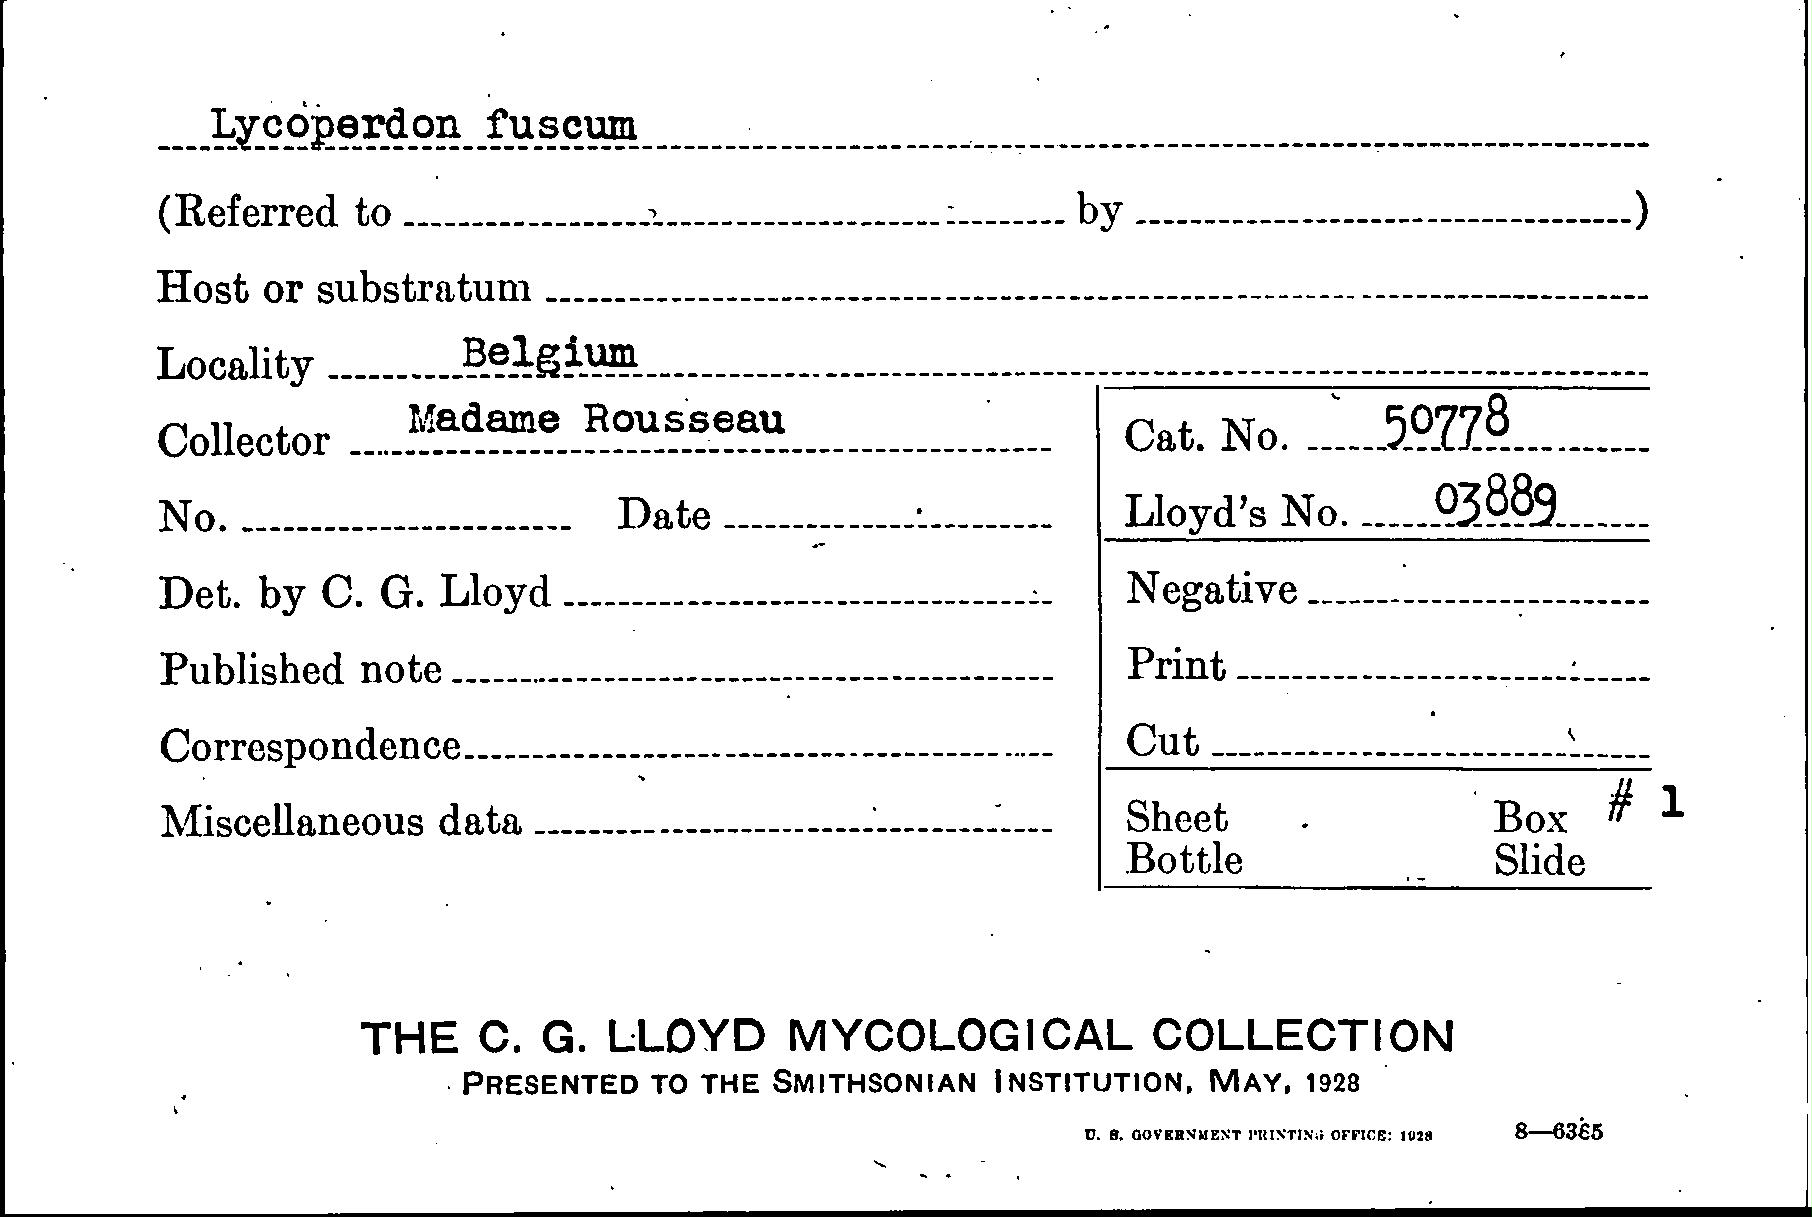 Lycoperdon fuscum
(Referred to by )
Host or substratum
Locality Belgium
Collector Madame Rousseau
No. Date
Det. by C. G. Lloyd
Published note
Correspondence
Miscellaneous data
Cat. No. 50778
Lloyd's No. 03889
Negative
Print
Cut
Sheet Box # 1
Bottle Slide
THE C. G. LLOYD MYCOLOGICAL COLLECTION
PRESENTED TO THE SMITHSONIAN INSTITUTION, MAY, 1928
U. S. GOVERNMENT PRINTING OFFICE: 1928 8—6385